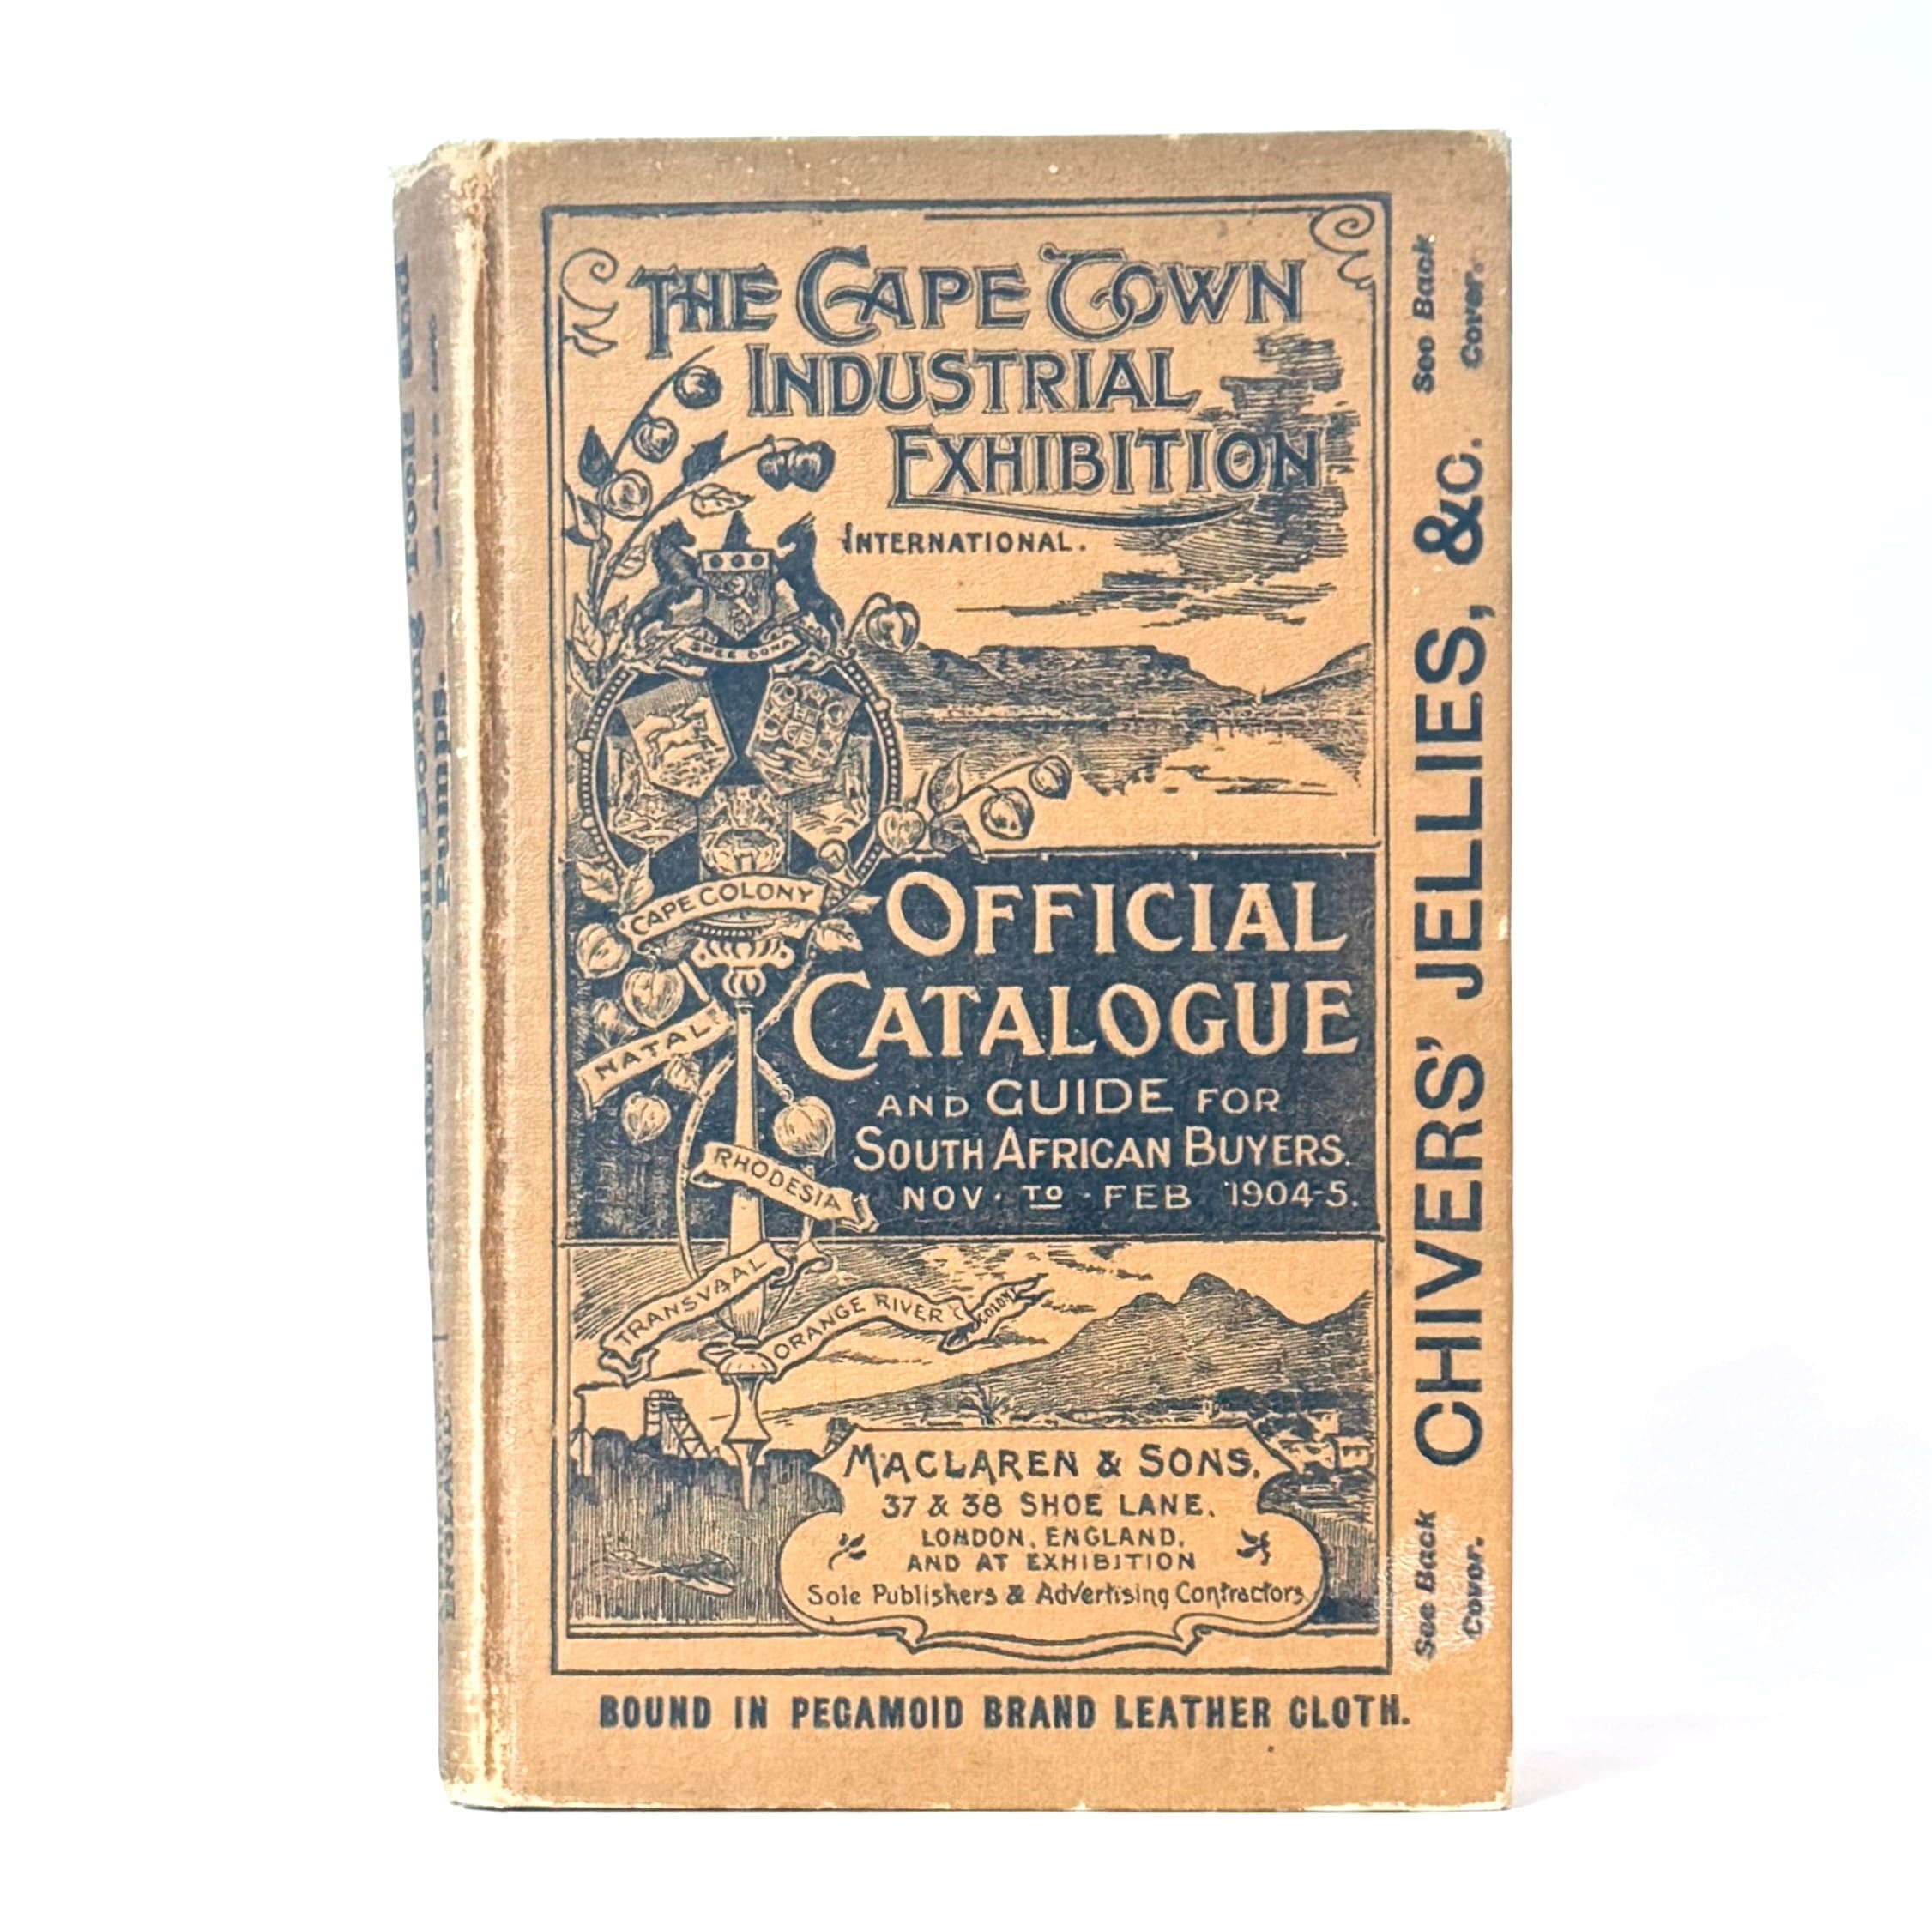 THE CAPE TOWN
INDUSTRIAL
EXHIBITION
INTERNATIONAL.
SPES BONA
CAPE COLONY
NATAL
RHODESIA
TRANSVAAL
ORANGE RIVER COLONY
OFFICIAL
CATALOGUE
AND GUIDE FOR
SOUTH AFRICAN BUYERS.
NOV. TO FEB 1904-5.
MACLAREN & SONS,
37 & 38 SHOE LANE,
LONDON, ENGLAND,
AND AT EXHIBITION
Sole Publishers & Advertising Contractors
BOUND IN PEGAMOID BRAND LEATHER CLOTH.
See Back
Cover.
CHIVERS' JELLIES, &c.
See Back
Cover.
Tools and
Pumps.